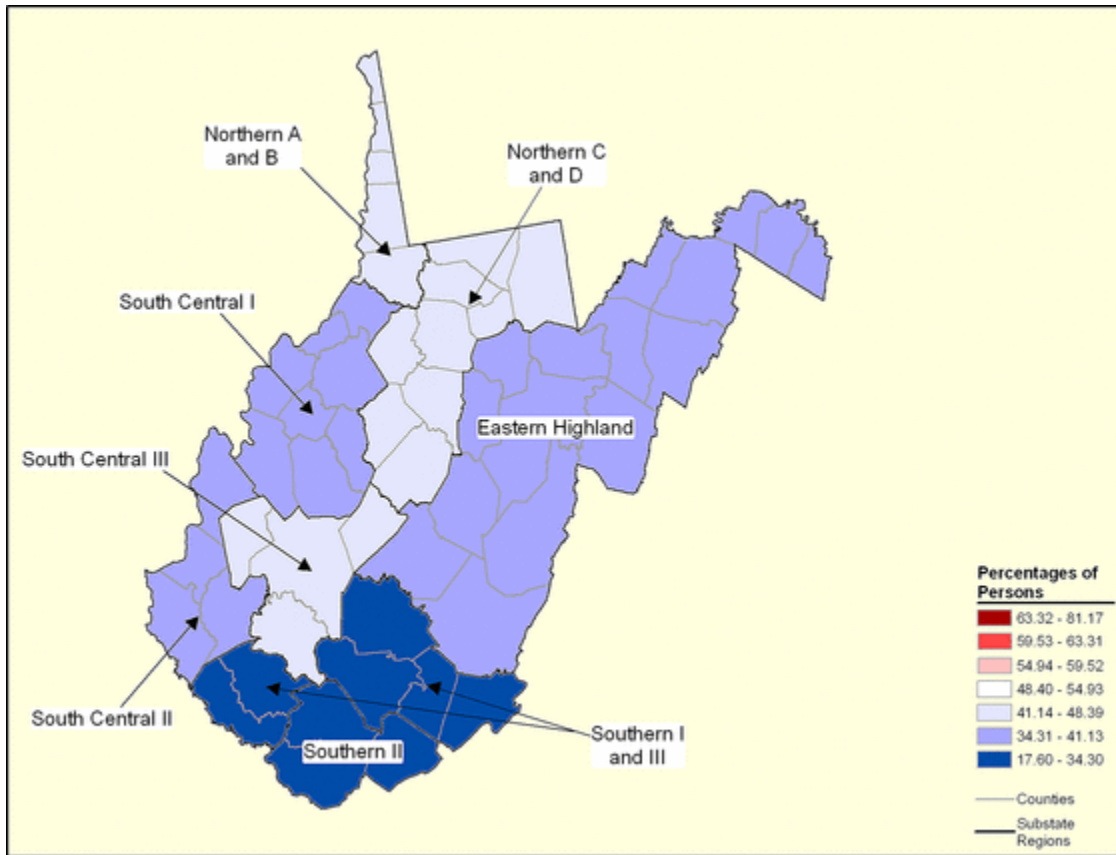 Northern A
and B
Northern C
and D
South Central I
Eastern Highland
South Central III
South Central II
Southern II
Southern I
and III
Percentages of
Persons
63.32 - 81.17
59.53 - 63.31
54.94 - 59.52
48.40 - 54.93
41.14 - 48.39
34.31 - 41.13
17.60 - 34.30
Counties
Substate
Regions